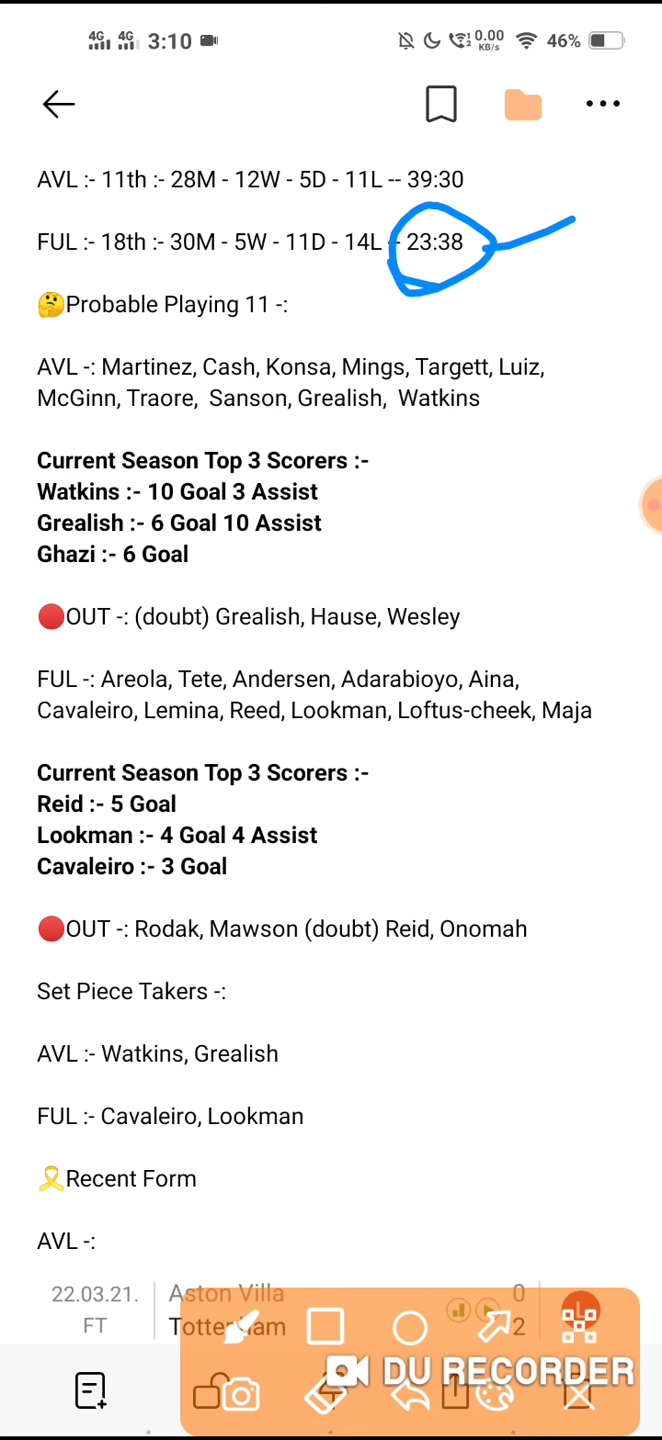 4G 4G 3:10 0.00 KB/s 46%
AVL :- 11th :- 28M - 12W - 5D - 11L -- 39:30
FUL :- 18th :- 30M - 5W - 11D - 14L -- 23:38
🤔Probable Playing 11 -:
AVL -: Martinez, Cash, Konsa, Mings, Targett, Luiz,
McGinn, Traore, Sanson, Grealish, Watkins
Current Season Top 3 Scorers :-
Watkins :- 10 Goal 3 Assist
Grealish :- 6 Goal 10 Assist
Ghazi :- 6 Goal
🔴OUT -: (doubt) Grealish, Hause, Wesley
FUL -: Areola, Tete, Andersen, Adarabioyo, Aina,
Cavaleiro, Lemina, Reed, Lookman, Loftus-cheek, Maja
Current Season Top 3 Scorers :-
Reid :- 5 Goal
Lookman :- 4 Goal 4 Assist
Cavaleiro :- 3 Goal
🔴OUT -: Rodak, Mawson (doubt) Reid, Onomah
Set Piece Takers -:
AVL :- Watkins, Grealish
FUL :- Cavaleiro, Lookman
🎗️Recent Form
AVL -:
22.03.21. Aston Villa 0
FT Tottenham 2
DU RECORDER